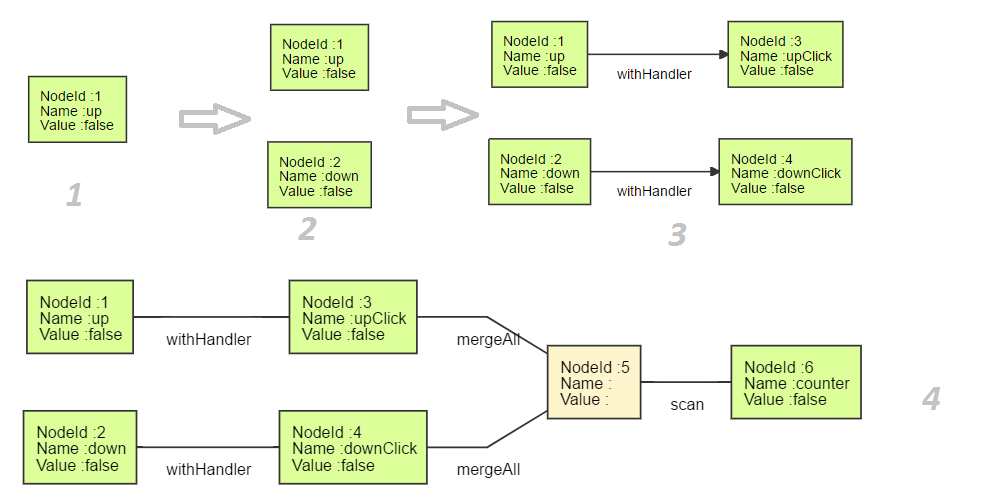 NodeId :1
Name :up
Value :false
1
NodeId :1
Name :up
Value :false
NodeId :2
Name :down
Value :false
2
NodeId :1
Name :up
Value :false
withHandler
NodeId :3
Name :upClick
Value :false
NodeId :2
Name :down
Value :false
withHandler
NodeId :4
Name :downClick
Value :false
3
NodeId :1
Name :up
Value :false
withHandler
NodeId :3
Name :upClick
Value :false
mergeAll
NodeId :2
Name :down
Value :false
withHandler
NodeId :4
Name :downClick
Value :false
mergeAll
NodeId :5
Name :
Value :
scan
NodeId :6
Name :counter
Value :false
4